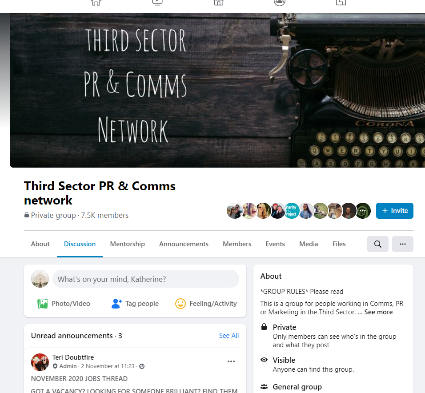 THIRD SECTOR
PR & COMMS
NETWORK
CORONA
Third Sector PR & Comms
network
Private group · 7.5K members
+ Invite
About
Discussion
Mentorship
Announcements
Members
Events
Media
Files
What's on your mind, Katherine?
Photo/Video
Tag people
Feeling/Activity
Unread announcements · 3
See All
Teri Doubtfire
Admin · 2 November at 11:23 ·
NOVEMBER 2020 JOBS THREAD
GOT A VACANCY? LOOKING FOR SOMEONE BRILLIANT? FIND THEM
About
*GROUP RULES* Please read
This is a group for people working in Comms, PR
or Marketing in the Third Sector. ... See more
Private
Only members can see who's in the group
and what they post.
Visible
Anyone can find this group.
General group